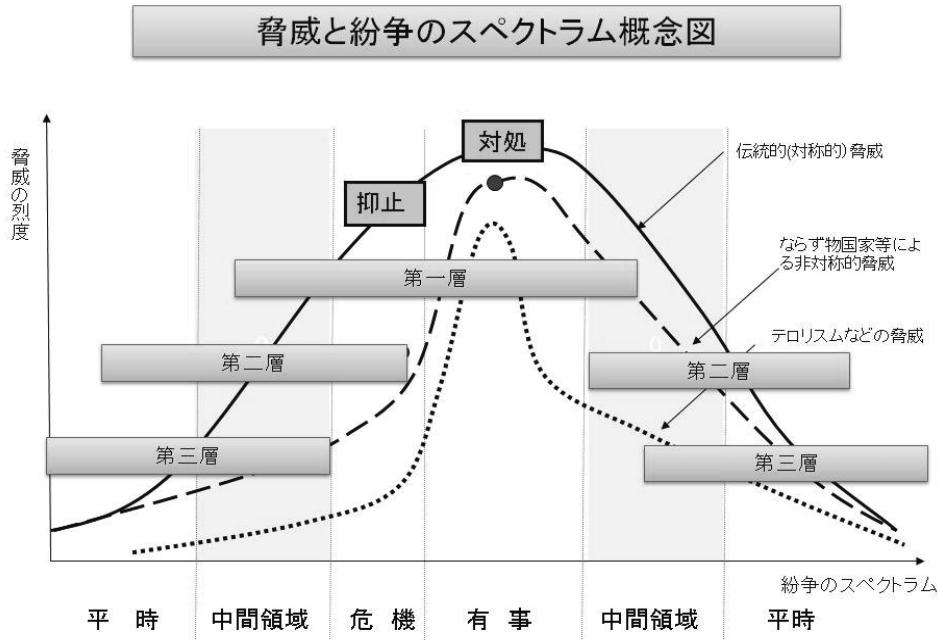 脅威と紛争のスペクトラム概念図
脅威の烈度
対処
抑止
伝統的(対称的)脅威
ならず物国家等によ
る非対称的脅威
テロリスムなどの脅威
第一層
第二層
第二層
第三層
第三層
紛争のスペクトラム
平 時 中間領域 危 機 有 事 中間領域 平時